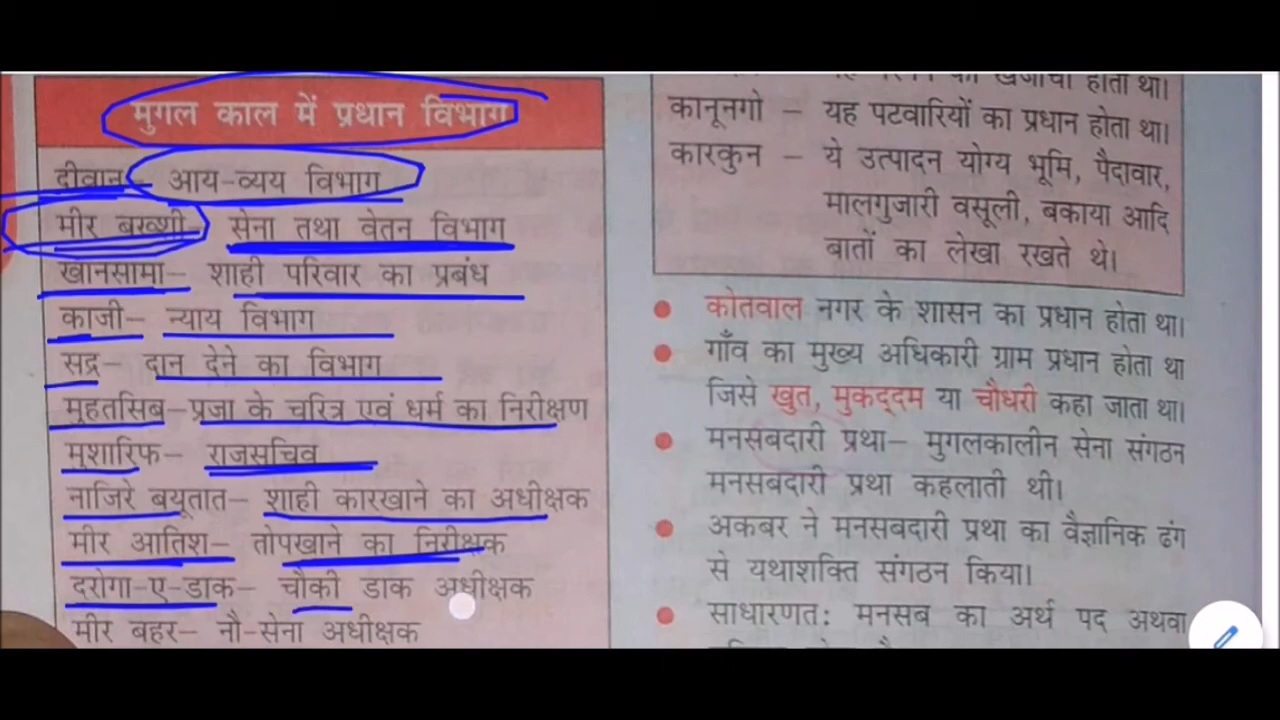 मुगल काल में प्रधान विभाग
दीवान– आय-व्यय विभाग
मीर बख्शी– सेना तथा वेतन विभाग
खानसामा– शाही परिवार का प्रबंध
काजी– न्याय विभाग
सद्र– दान देने का विभाग
मुहतसिब–प्रजा के चरित्र एवं धर्म का निरीक्षण
मुशारिफ– राजसचिव
नाजिरे बयूतात– शाही कारखाने का अधीक्षक
मीर आतिश– तोपखाने का निरीक्षक
दरोगा-ए-डाक– चौकी डाक अधीक्षक
मीर बहर– नौ-सेना अधीक्षक
खजांची होता था।
कानूनगो – यह पटवारियों का प्रधान होता था।
कारकुन – ये उत्पादन योग्य भूमि, पैदावार,
मालगुजारी वसूली, बकाया आदि
बातों का लेखा रखते थे।
● कोतवाल नगर के शासन का प्रधान होता था।
● गाँव का मुख्य अधिकारी ग्राम प्रधान होता था
जिसे खुत, मुकद्दम या चौधरी कहा जाता था।
● मनसबदारी प्रथा– मुगलकालीन सेना संगठन
मनसबदारी प्रथा कहलाती थी।
● अकबर ने मनसबदारी प्रथा का वैज्ञानिक ढंग
से यथाशक्ति संगठन किया।
● साधारणत: मनसब का अर्थ पद अथवा